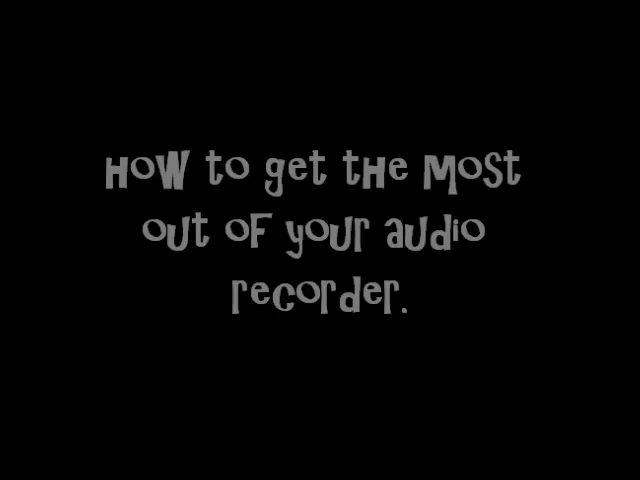 How to get the most
out of your audio
recorder.